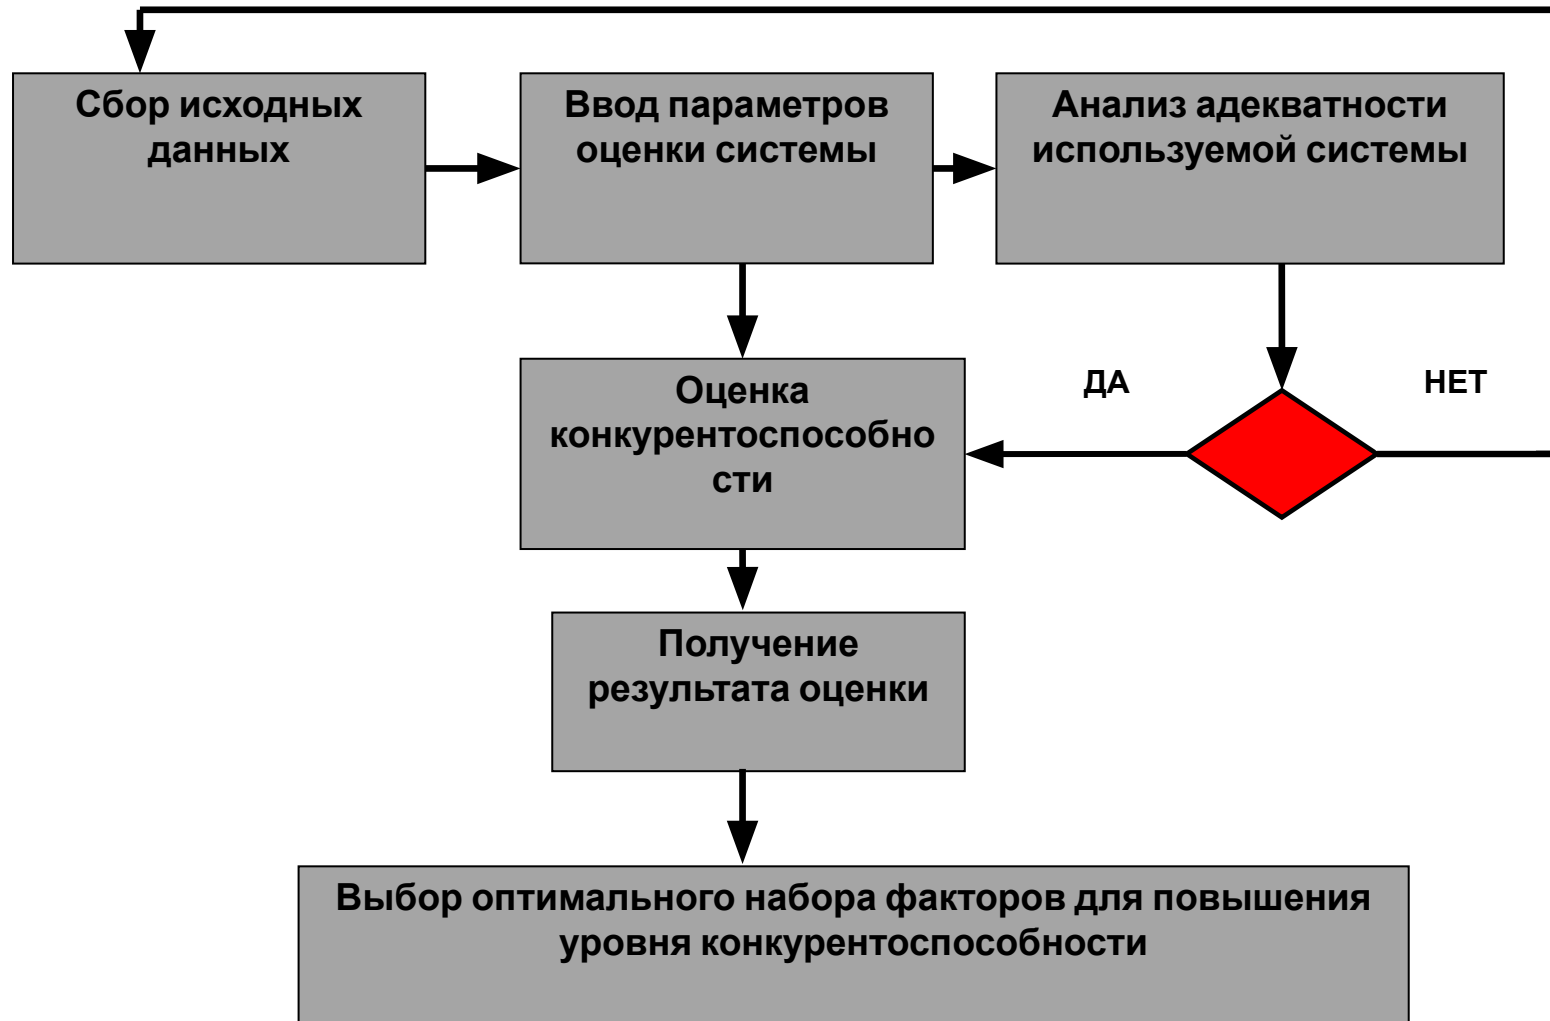 Сбор исходных
данных
Ввод параметров
оценки системы
Анализ адекватности
используемой системы
Оценка
конкурентоспособно
сти
ДА
НЕТ
Получение
результата оценки
Выбор оптимального набора факторов для повышения
уровня конкурентоспособности